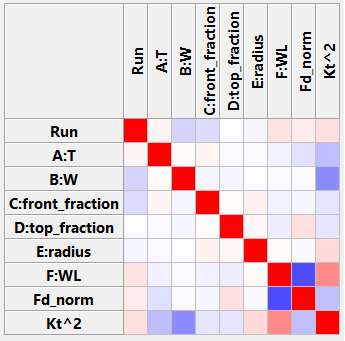 Run
A:T
B:W
C:front_fraction
D:top_fraction
E:radius
F:WL
Fd_norm
Kt^2
Run
A:T
B:W
C:front_fraction
D:top_fraction
E:radius
F:WL
Fd_norm
Kt^2